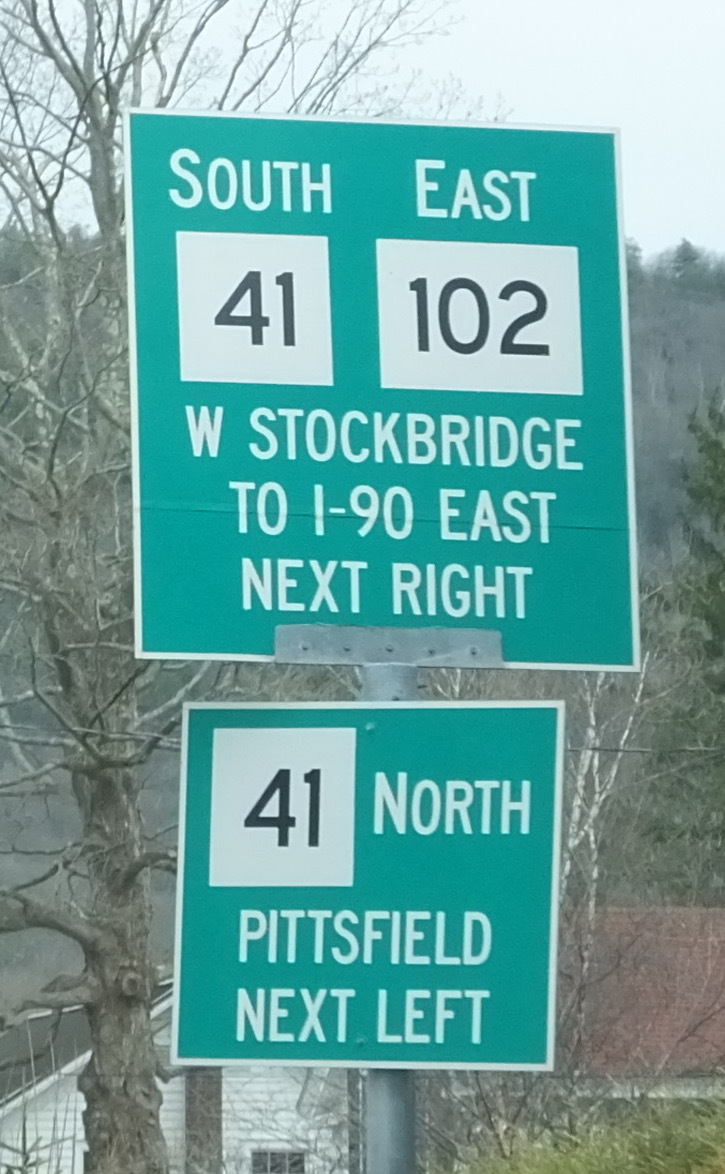 SOUTH EAST
41 102
W STOCKBRIDGE
TO I-90 EAST
NEXT RIGHT
41 NORTH
PITTSFIELD
NEXT LEFT